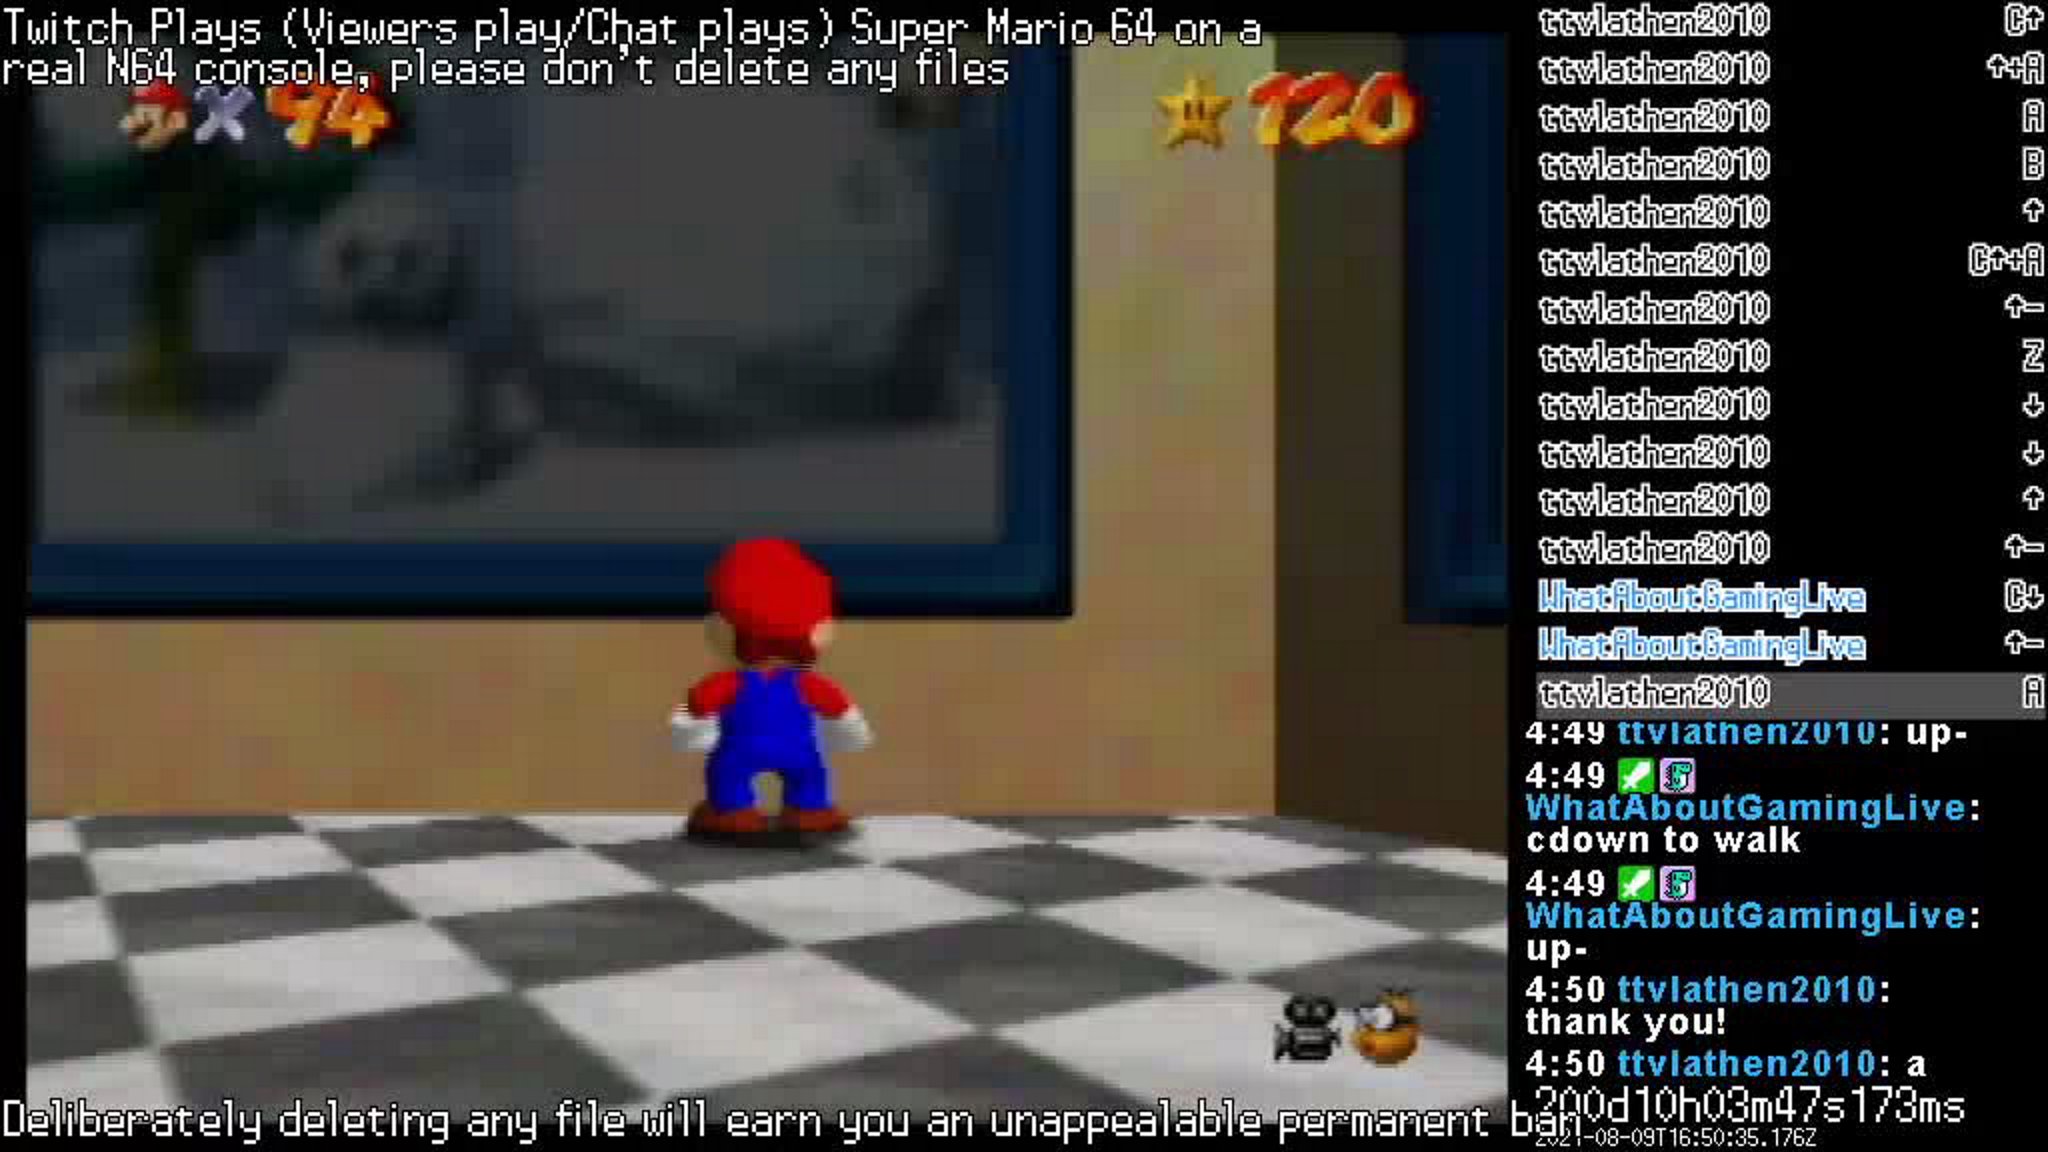 Twitch Plays (Viewers play/Chat plays) Super Mario 64 on a
real N64 console, please don't delete any files
x 94
120
ttvlathen2010 C↑
ttvlathen2010 ↑+A
ttvlathen2010 A
ttvlathen2010 B
ttvlathen2010 ↑
ttvlathen2010 C↑+A
ttvlathen2010 ↑-
ttvlathen2010 Z
ttvlathen2010 ↓
ttvlathen2010 ↓
ttvlathen2010 ↑
ttvlathen2010 ↑-
WhatAboutGamingLive C↓
WhatAboutGamingLive ↑-
ttvlathen2010 A
4:49 ttvlathen2010: up-
4:49
WhatAboutGamingLive:
cdown to walk
4:49
WhatAboutGamingLive:
up-
4:50 ttvlathen2010:
thank you!
4:50 ttvlathen2010: a
200d10h03m47s173ms
Deliberately deleting any file will earn you an unappealable permanent ban
2021-08-09T16:50:35.176Z